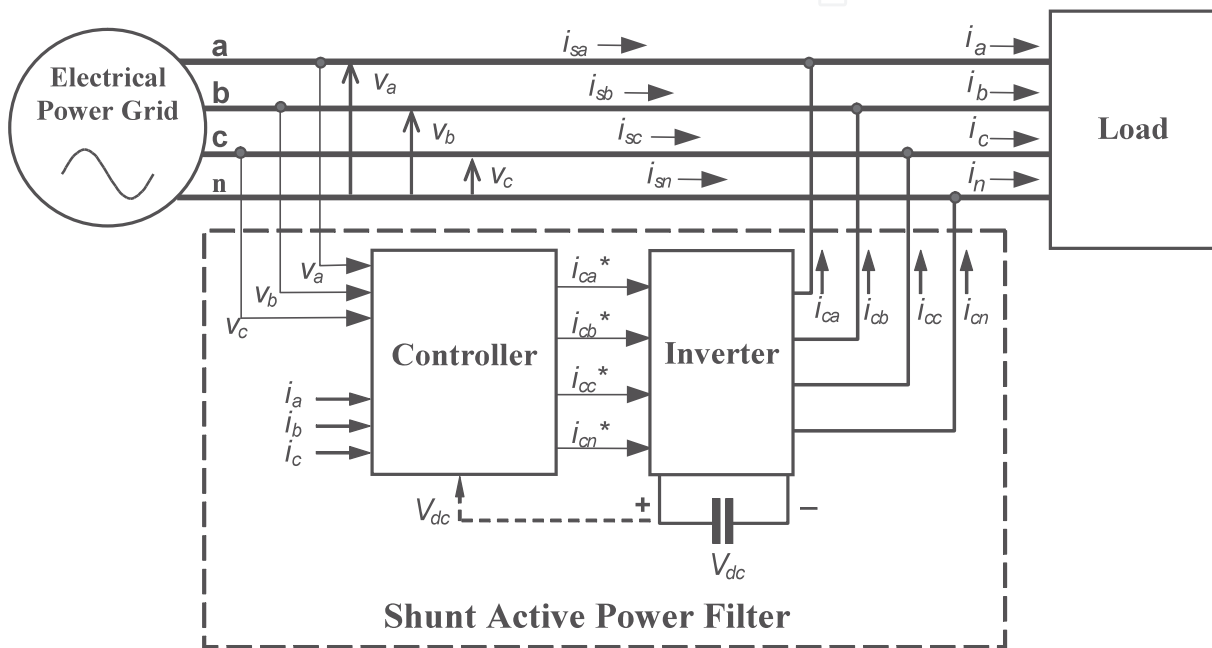 a
i_sa
i_a
Electrical
Power Grid
v_a
b
i_sb
i_b
v_b
Load
c
i_sc
i_c
v_c
n
i_sn
i_n
v_a
v_b
v_c
i_ca*
i_cb*
i_cc*
i_cn*
i_ca
i_cb
i_cc
i_cn
Controller
Inverter
i_a
i_b
i_c
V_dc
+
–
V_dc
Shunt Active Power Filter